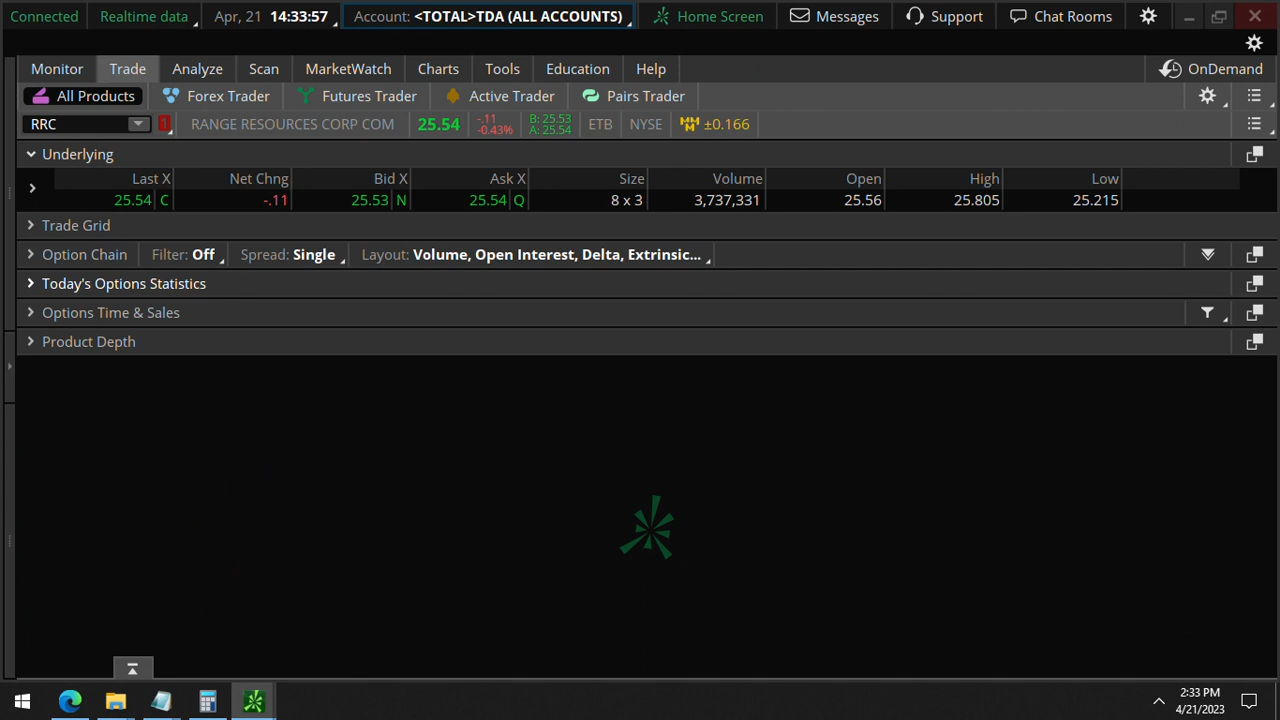 Connected Realtime data Apr, 21 14:33:57 Account: <TOTAL>TDA (ALL ACCOUNTS) Home Screen Messages Support Chat Rooms
Monitor Trade Analyze Scan MarketWatch Charts Tools Education Help OnDemand
All Products Forex Trader Futures Trader Active Trader Pairs Trader
RRC 1 RANGE RESOURCES CORP COM 25.54 -.11 -0.43% B: 25.53 A: 25.54 ETB NYSE MM ±0.166
Underlying
Last X Net Chng Bid X Ask X Size Volume Open High Low
25.54 C -.11 25.53 N 25.54 Q 8 x 3 3,737,331 25.56 25.805 25.215
Trade Grid
Option Chain Filter: Off Spread: Single Layout: Volume, Open Interest, Delta, Extrinsic...
Today's Options Statistics
Options Time & Sales
Product Depth
2:33 PM
4/21/2023